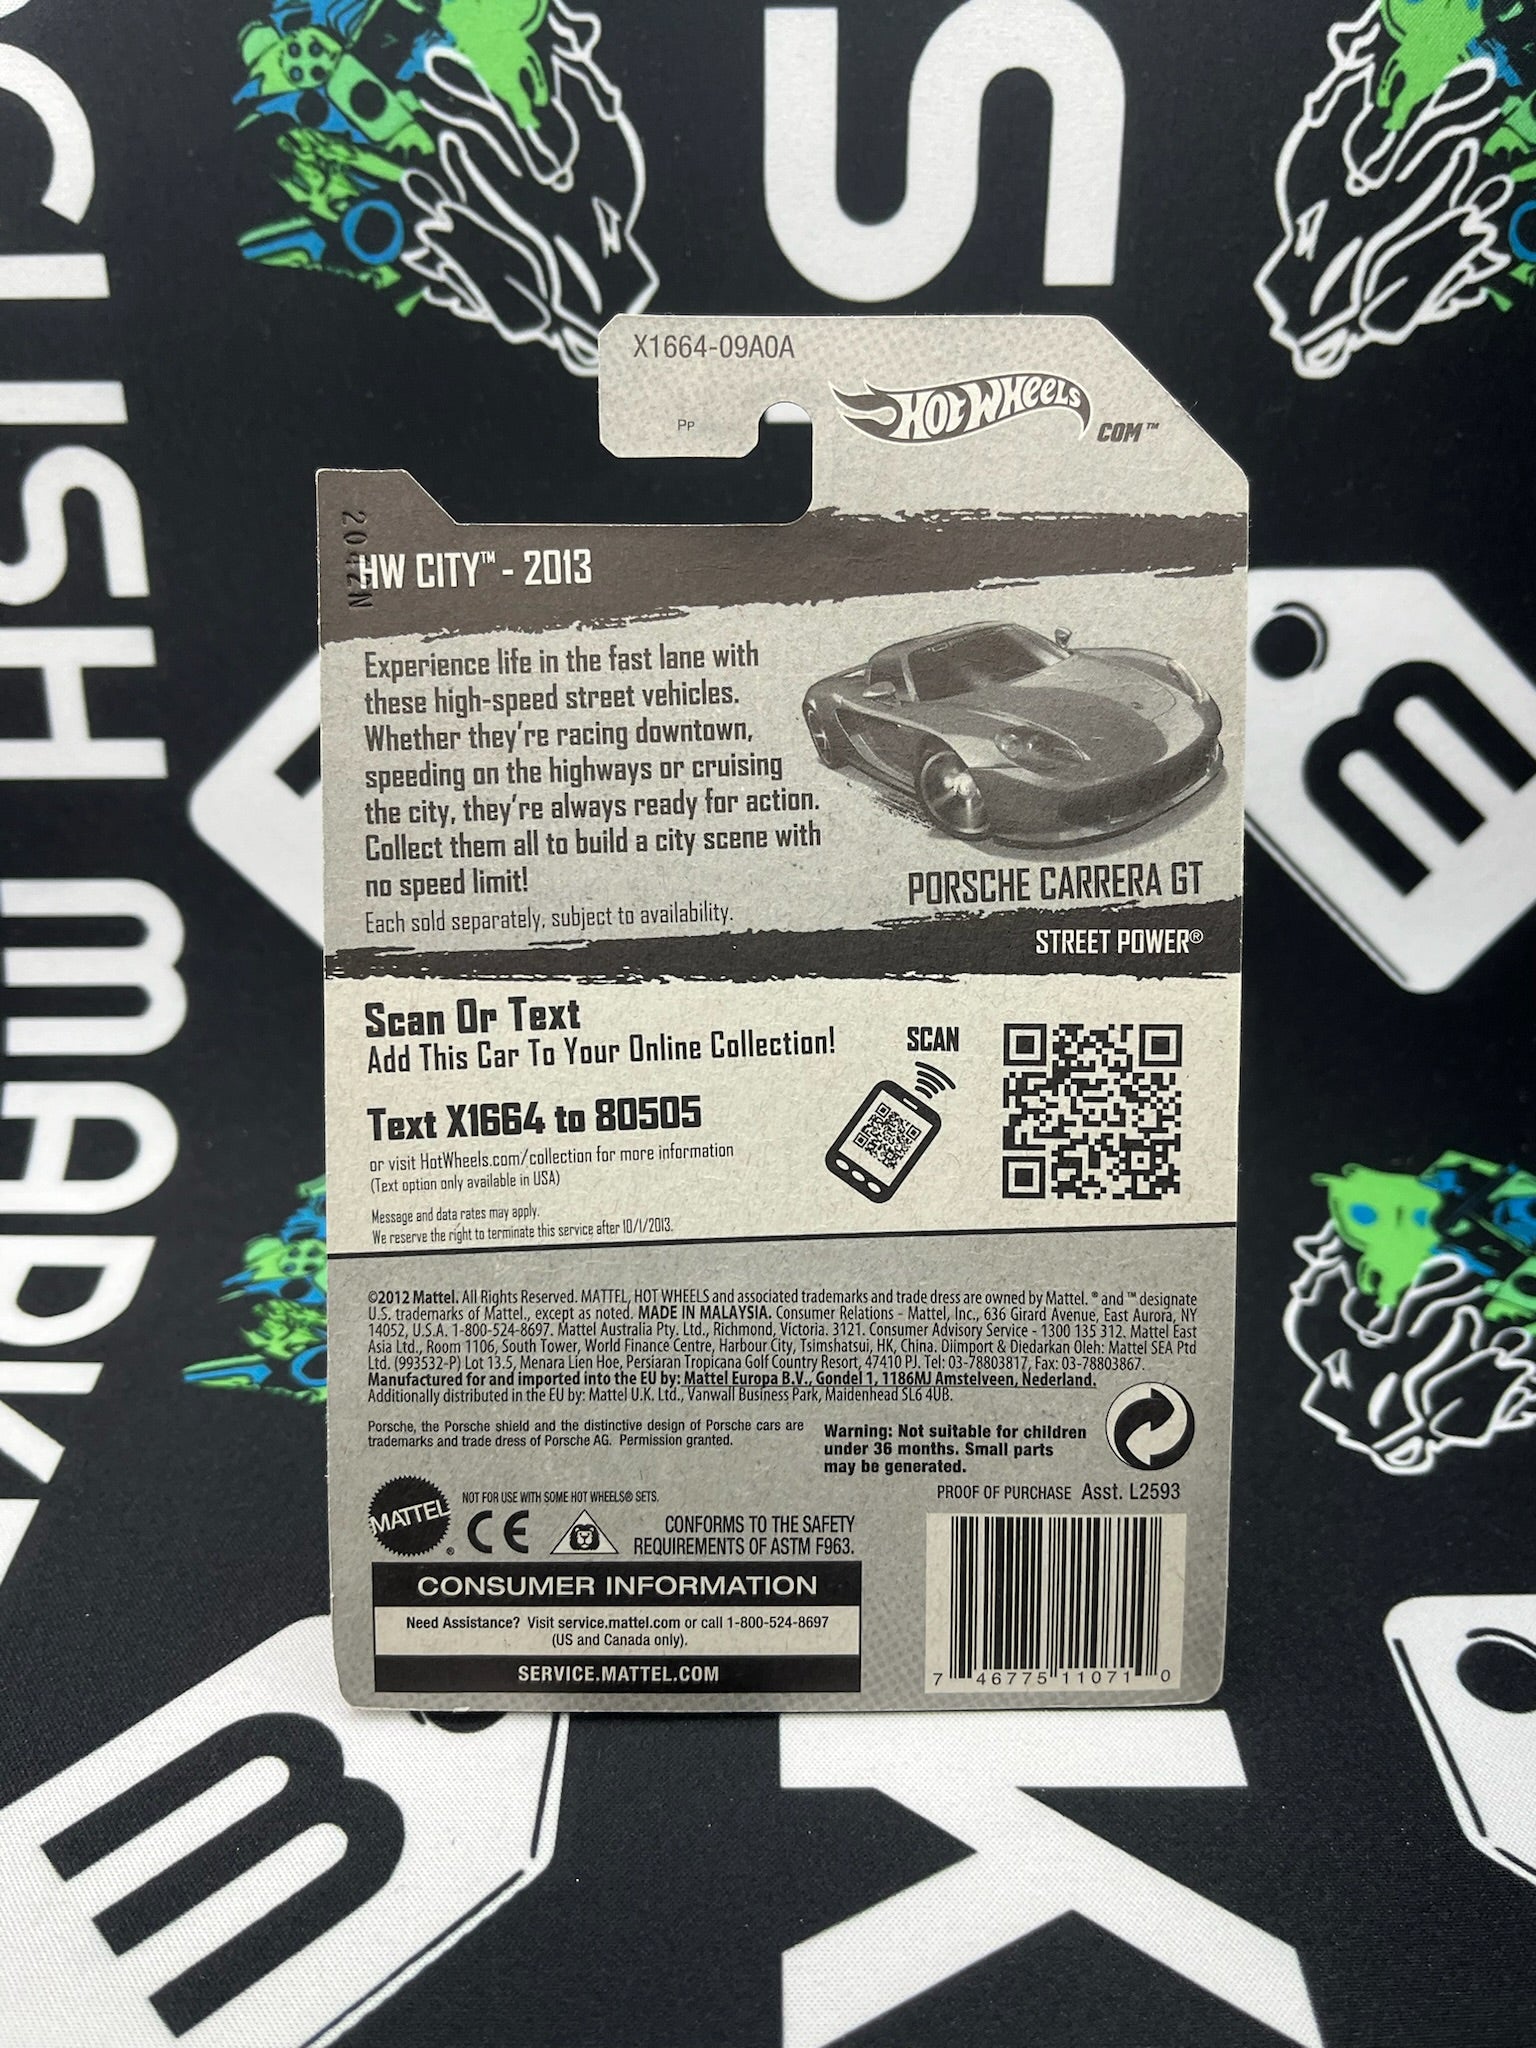 X1664-09A0A
Pp
HOT WHEELS
COM™
HW CITY™ - 2013
Experience life in the fast lane with
these high-speed street vehicles.
Whether they're racing downtown,
speeding on the highways or cruising
the city, they're always ready for action.
Collect them all to build a city scene with
no speed limit!
Each sold separately, subject to availability.
PORSCHE CARRERA GT
STREET POWER®
Scan Or Text
Add This Car To Your Online Collection!
SCAN
Text X1664 to 80505
or visit HotWheels.com/collection for more information
(Text option only available in USA)
Message and data rates may apply.
We reserve the right to terminate this service after 10/1/2013.
©2012 Mattel. All Rights Reserved. MATTEL, HOT WHEELS and associated trademarks and trade dress are owned by Mattel. ® and ™ designate
U.S. trademarks of Mattel., except as noted. MADE IN MALAYSIA. Consumer Relations - Mattel, Inc., 636 Girard Avenue, East Aurora, NY
14052, U.S.A. 1-800-524-8697. Mattel Australia Pty. Ltd., Richmond, Victoria. 3121. Consumer Advisory Service - 1300 135 312. Mattel East
Asia Ltd., Room 1106, South Tower, World Finance Centre, Harbour City, Tsimshatsui, HK, China. Diimport & Diedarkan Oleh: Mattel SEA Ptd
Ltd. (993532-P) Lot 13.5, Menara Lien Hoe, Persiaran Tropicana Golf Country Resort, 47410 PJ. Tel: 03-78803817, Fax: 03-78803867.
Manufactured for and imported into the EU by: Mattel Europa B.V., Gondel 1, 1186MJ Amstelveen, Nederland.
Additionally distributed in the EU by: Mattel U.K. Ltd., Vanwall Business Park, Maidenhead SL6 4UB.
Porsche, the Porsche shield and the distinctive design of Porsche cars are
trademarks and trade dress of Porsche AG. Permission granted.
Warning: Not suitable for children
under 36 months. Small parts
may be generated.
PROOF OF PURCHASE Asst. L2593
MATTEL®
NOT FOR USE WITH SOME HOT WHEELS® SETS.
CE
CONFORMS TO THE SAFETY
REQUIREMENTS OF ASTM F963.
CONSUMER INFORMATION
Need Assistance? Visit service.mattel.com or call 1-800-524-8697
(US and Canada only).
SERVICE.MATTEL.COM
7 46775 11071 0